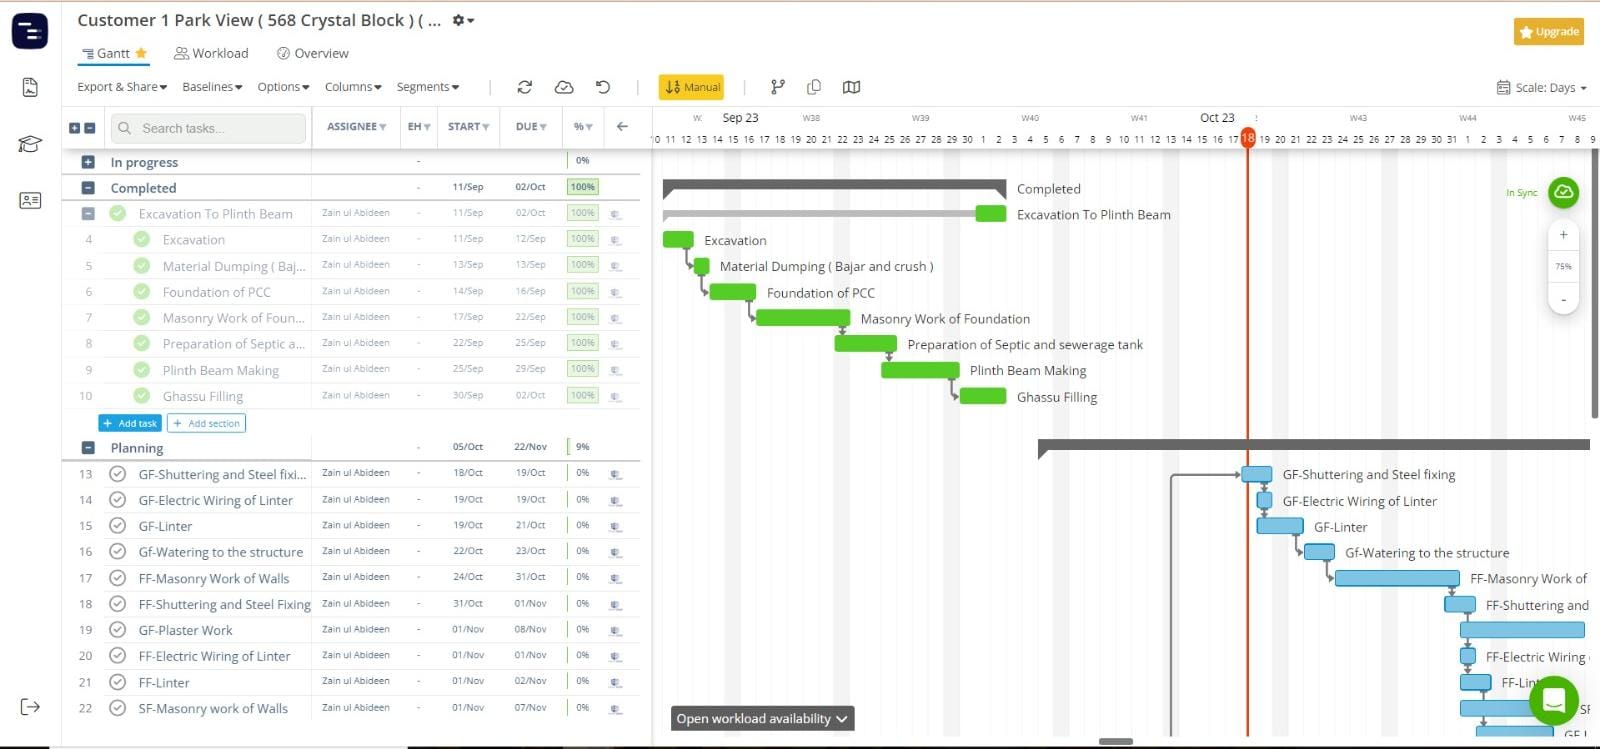 Customer 1 Park View ( 568 Crystal Block ) ( ...
Upgrade
Gantt Workload Overview
Export & Share Baselines Options Columns Segments Manual Scale: Days
Search tasks... ASSIGNEE EH START DUE %
W. Sep 23 W38 W39 W40 W41 Oct 23 W43 W44 W45
10 11 12 13 14 15 16 17 18 19 20 21 22 23 24 25 26 27 28 29 30 1 2 3 4 5 6 7 8 9 10 11 12 13 14 15 16 17 18 19 20 21 22 23 24 25 26 27 28 29 30 31 1 2 3 4 5 6 7 8 9
In progress - 0%
Completed - 11/Sep 02/Oct 100% Completed
In Sync
Excavation To Plinth Beam Zain ul Abideen - 11/Sep 02/Oct 100% Excavation To Plinth Beam
4 Excavation Zain ul Abideen - 11/Sep 12/Sep 100% Excavation
+
5 Material Dumping ( Baj... Zain ul Abideen - 13/Sep 13/Sep 100% Material Dumping ( Bajar and crush )
75%
6 Foundation of PCC Zain ul Abideen - 14/Sep 16/Sep 100% Foundation of PCC
-
7 Masonry Work of Foun... Zain ul Abideen - 17/Sep 22/Sep 100% Masonry Work of Foundation
8 Preparation of Septic a... Zain ul Abideen - 22/Sep 25/Sep 100% Preparation of Septic and sewerage tank
9 Plinth Beam Making Zain ul Abideen - 25/Sep 29/Sep 100% Plinth Beam Making
10 Ghassu Filling Zain ul Abideen - 30/Sep 02/Oct 100% Ghassu Filling
+ Add task + Add section
Planning - 05/Oct 22/Nov 9%
13 GF-Shuttering and Steel fixi... Zain ul Abideen - 18/Oct 19/Oct 0% GF-Shuttering and Steel fixing
14 GF-Electric Wiring of Linter Zain ul Abideen - 19/Oct 19/Oct 0% GF-Electric Wiring of Linter
15 GF-Linter Zain ul Abideen - 19/Oct 21/Oct 0% GF-Linter
16 Gf-Watering to the structure Zain ul Abideen - 22/Oct 23/Oct 0% Gf-Watering to the structure
17 FF-Masonry Work of Walls Zain ul Abideen - 24/Oct 31/Oct 0% FF-Masonry Work of
18 FF-Shuttering and Steel Fixing Zain ul Abideen - 31/Oct 01/Nov 0% FF-Shuttering and
19 GF-Plaster Work Zain ul Abideen - 01/Nov 08/Nov 0%
20 FF-Electric Wiring of Linter Zain ul Abideen - 01/Nov 01/Nov 0% FF-Electric Wiring
21 FF-Linter Zain ul Abideen - 01/Nov 02/Nov 0% FF-Lin
22 SF-Masonry work of Walls Zain ul Abideen - 01/Nov 07/Nov 0% SF
Open workload availability